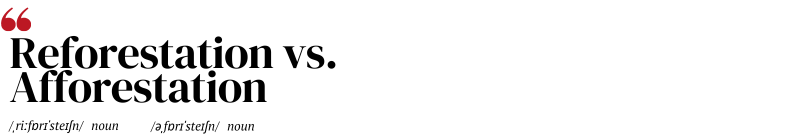 “
Reforestation vs.
Afforestation
/ˌriːfɒrɪˈsteɪʃn/ noun /əˌfɒrɪˈsteɪʃn/ noun